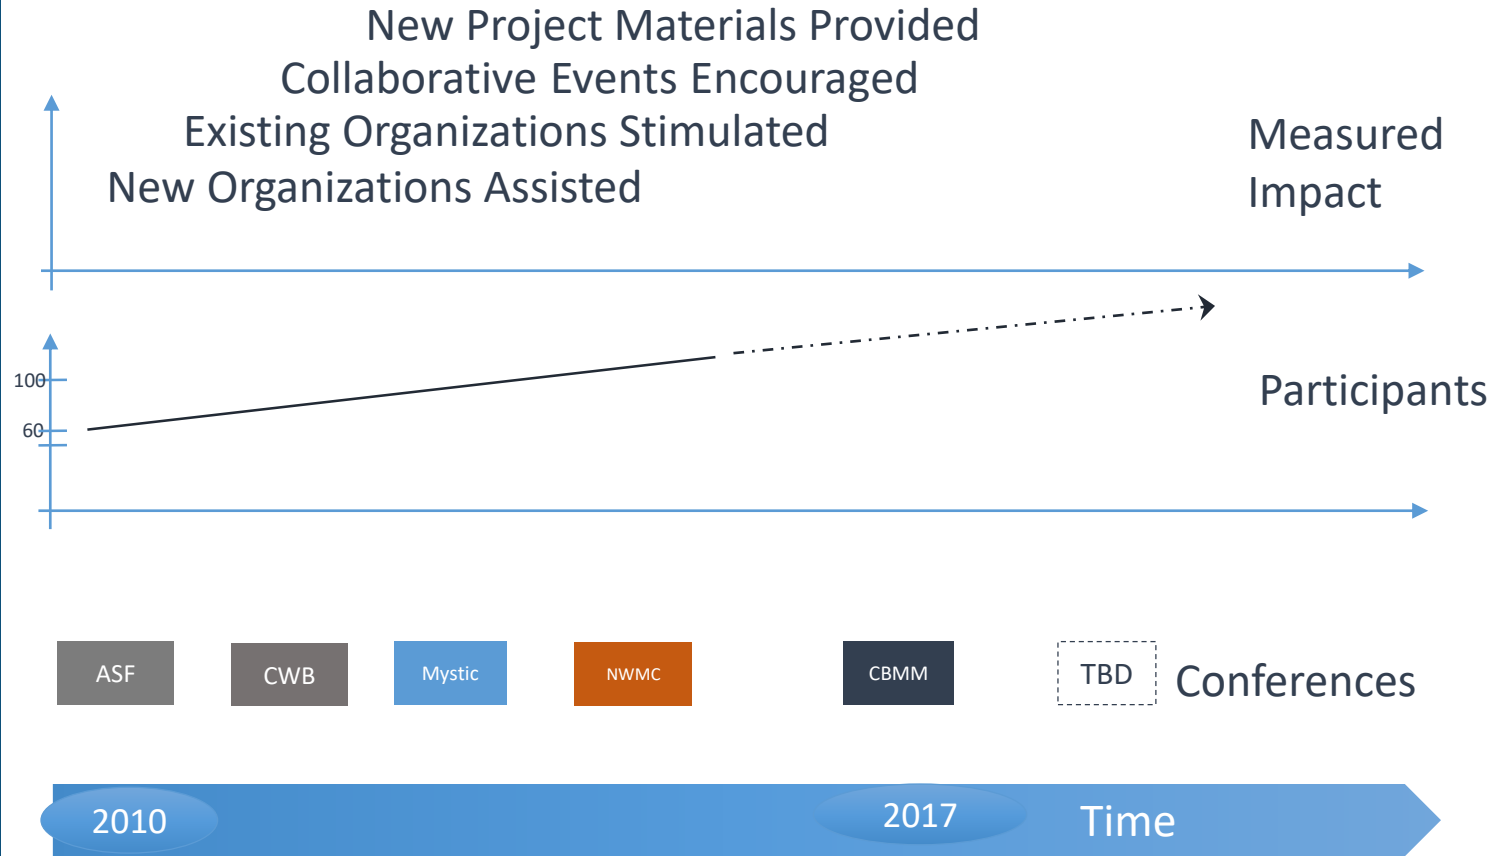 New Project Materials Provided
Collaborative Events Encouraged
Existing Organizations Stimulated
New Organizations Assisted
Measured
Impact
100
60
Participants
ASF
CWB
Mystic
NWMC
CBMM
TBD
Conferences
2010
2017
Time